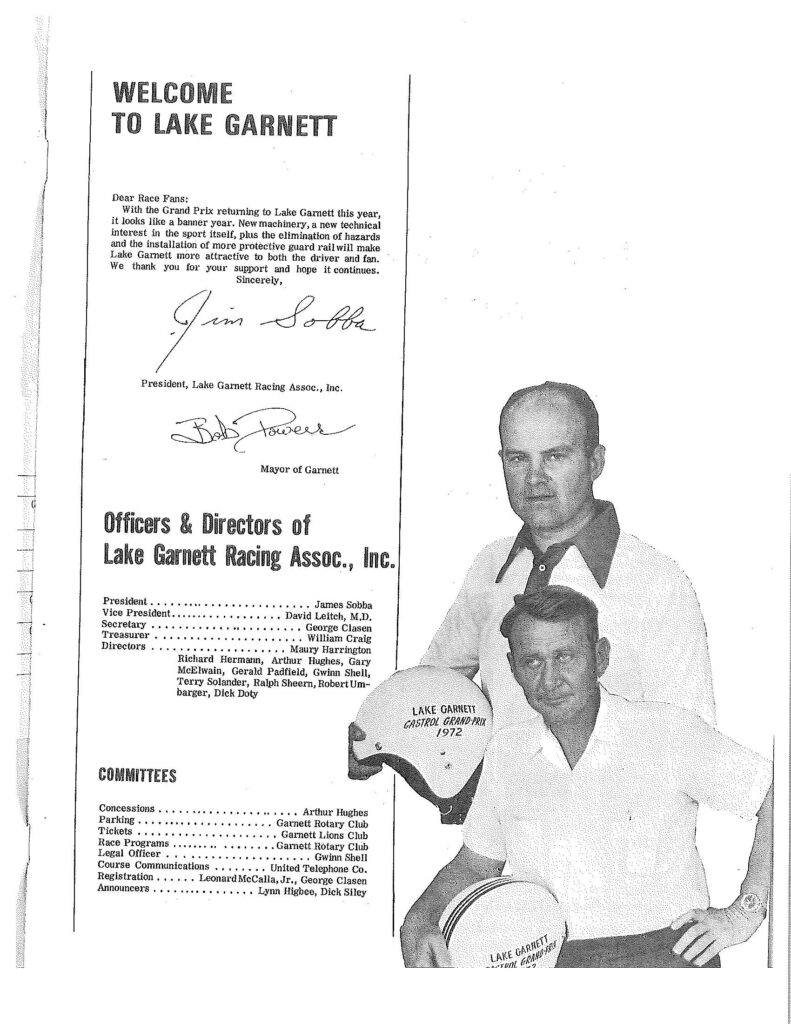 WELCOME
TO LAKE GARNETT
Dear Race Fans:
With the Grand Prix returning to Lake Garnett this year,
it looks like a banner year. New machinery, a new technical
interest in the sport itself, plus the elimination of hazards
and the installation of more protective guard rail will make
Lake Garnett more attractive to both the driver and fan.
We thank you for your support and hope it continues.
Sincerely,
Jim Sobba
President, Lake Garnett Racing Assoc., Inc.
Bob Powers
Mayor of Garnett
Officers & Directors of
Lake Garnett Racing Assoc., Inc.
President . . . . . . . . . . . . . . . . . . . . . . . . . . James Sobba
Vice President . . . . . . . . . . . . . . . . . . David Leitch, M.D.
Secretary . . . . . . . . . . . . . . . . . . . . . . . . George Clasen
Treasurer . . . . . . . . . . . . . . . . . . . . . . . . William Craig
Directors . . . . . . . . . . . . . . . . . . . . . Maury Harrington
Richard Hermann, Arthur Hughes, Gary
McElwain, Gerald Padfield, Gwinn Shell,
Terry Solander, Ralph Sheern, Robert Um-
barger, Dick Doty
COMMITTEES
Concessions . . . . . . . . . . . . . . . . . . . . . . Arthur Hughes
Parking . . . . . . . . . . . . . . . . . . . . . . Garnett Rotary Club
Tickets . . . . . . . . . . . . . . . . . . . . . . Garnett Lions Club
Race Programs . . . . . . . . . . . . . . . . Garnett Rotary Club
Legal Officer . . . . . . . . . . . . . . . . . . . . . . . Gwinn Shell
Course Communications . . . . . . . . United Telephone Co.
Registration . . . . . . Leonard McCalla, Jr., George Clasen
Announcers . . . . . . . . . . . . . . . . Lynn Higbee, Dick Siley
LAKE GARNETT
CASTROL GRAND-PRIX
1972
LAKE GARNETT
CASTROL GRAND-PRIX